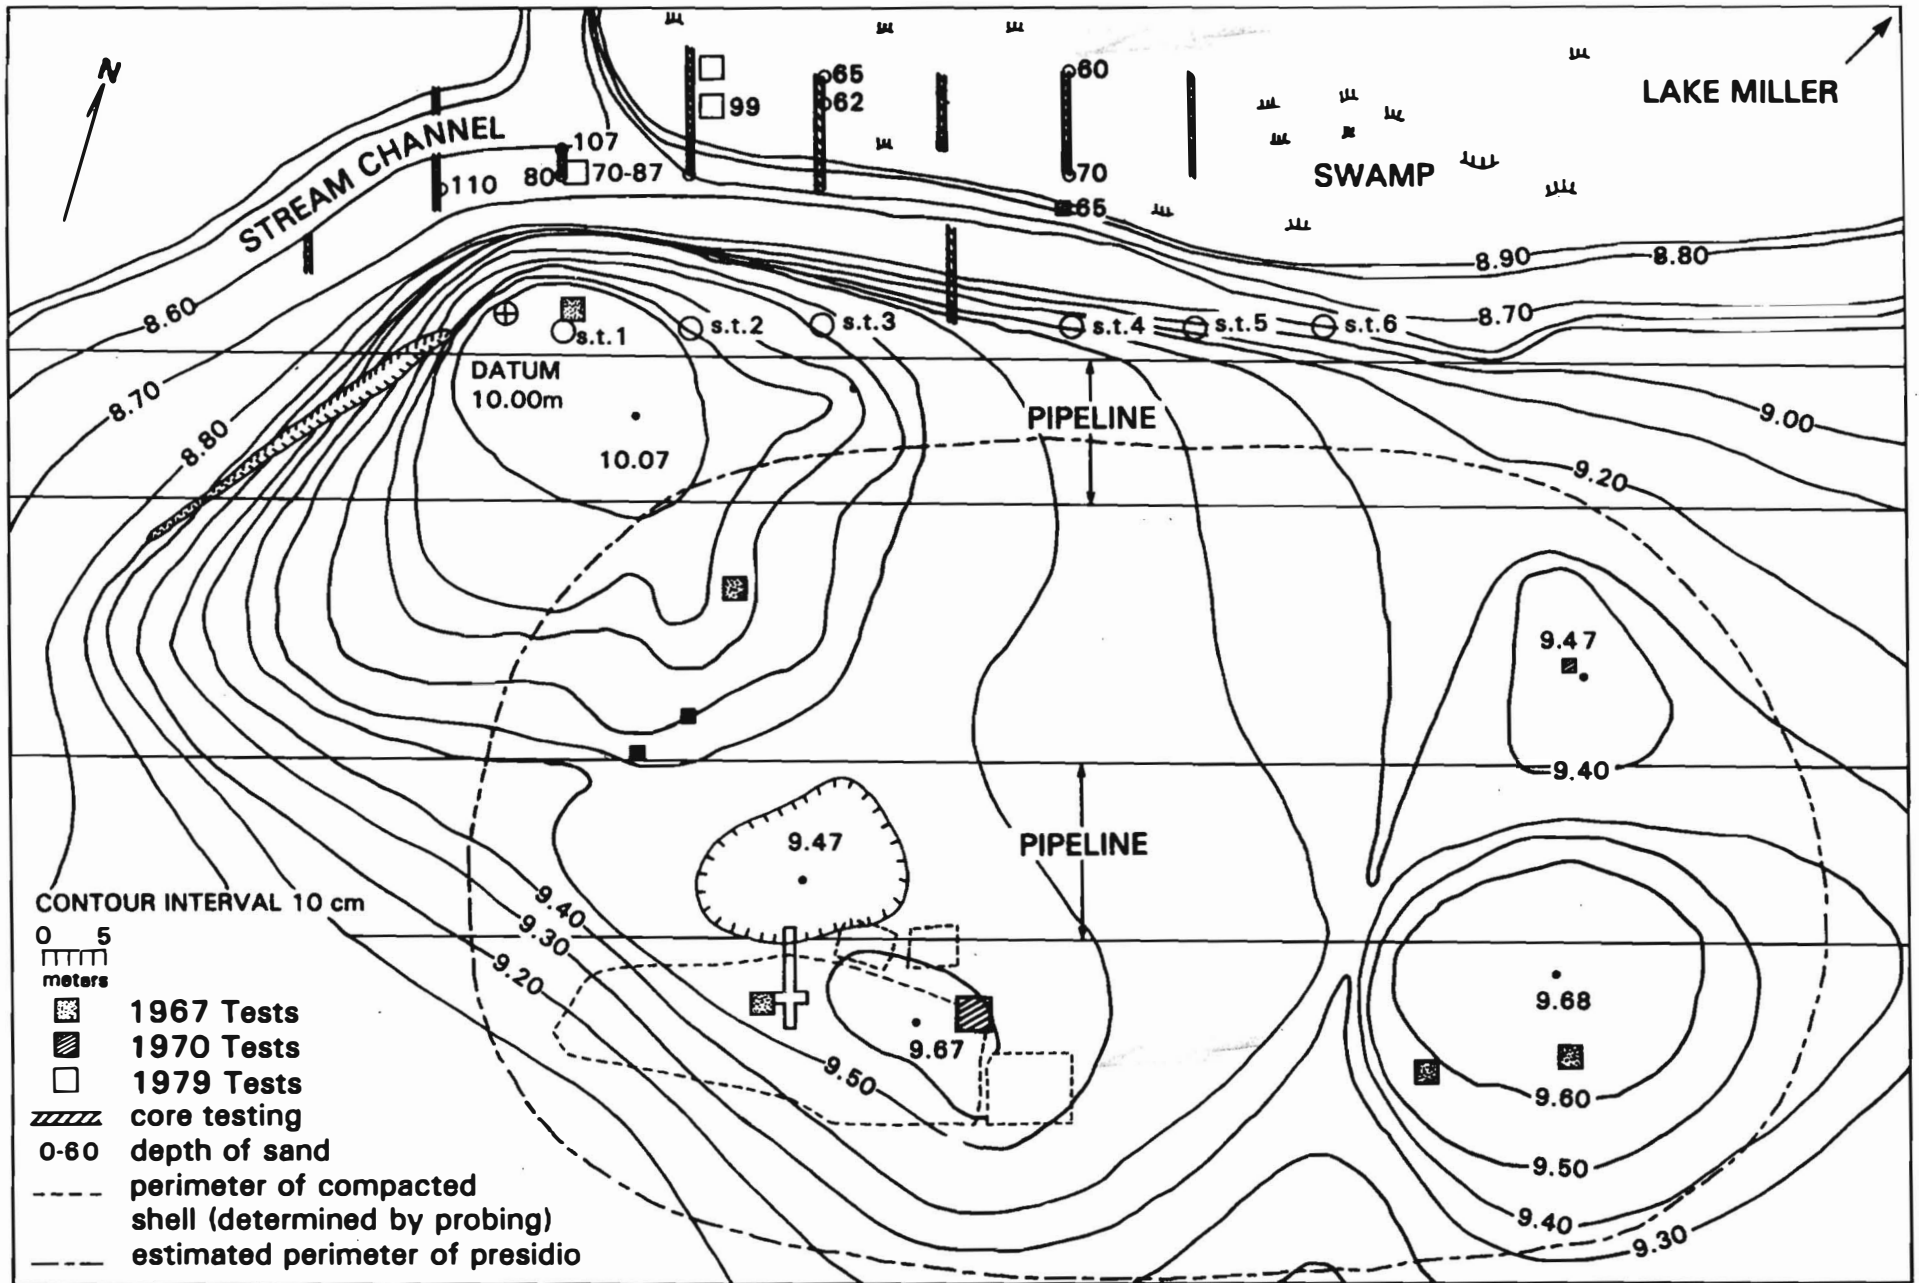 N
LAKE MILLER
STREAM CHANNEL
SWAMP
99
65
62
60
70
65
107
80
70-87
110
8.60
8.70
8.80
8.90
8.80
8.70
9.00
9.20
s.t.1
s.t.2
s.t.3
s.t.4
s.t.5
s.t.6
DATUM
10.00m
10.07
PIPELINE
9.47
9.40
9.47
PIPELINE
9.40
9.30
9.20
9.67
9.50
9.68
9.60
9.50
9.40
9.30
CONTOUR INTERVAL 10 cm
0 5
meters
1967 Tests
1970 Tests
1979 Tests
core testing
0-60 depth of sand
perimeter of compacted
shell (determined by probing)
estimated perimeter of presidio